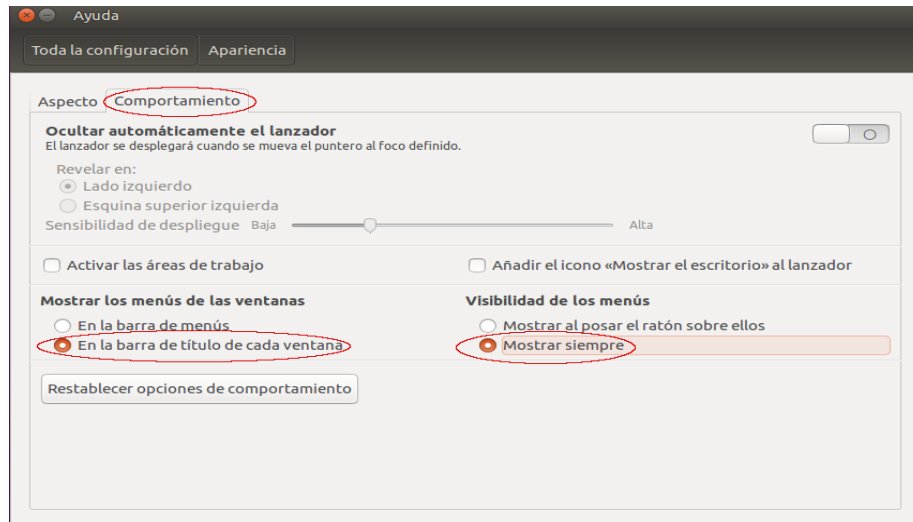 Ayuda
Toda la configuración Apariencia
Aspecto Comportamiento
Ocultar automáticamente el lanzador
El lanzador se desplegará cuando se mueva el puntero al foco definido.
Revelar en:
Lado izquierdo
Esquina superior izquierda
Sensibilidad de despliegue Baja Alta
Activar las áreas de trabajo
Añadir el icono «Mostrar el escritorio» al lanzador
Mostrar los menús de las ventanas
En la barra de menús
En la barra de título de cada ventana
Visibilidad de los menús
Mostrar al posar el ratón sobre ellos
Mostrar siempre
Restablecer opciones de comportamiento